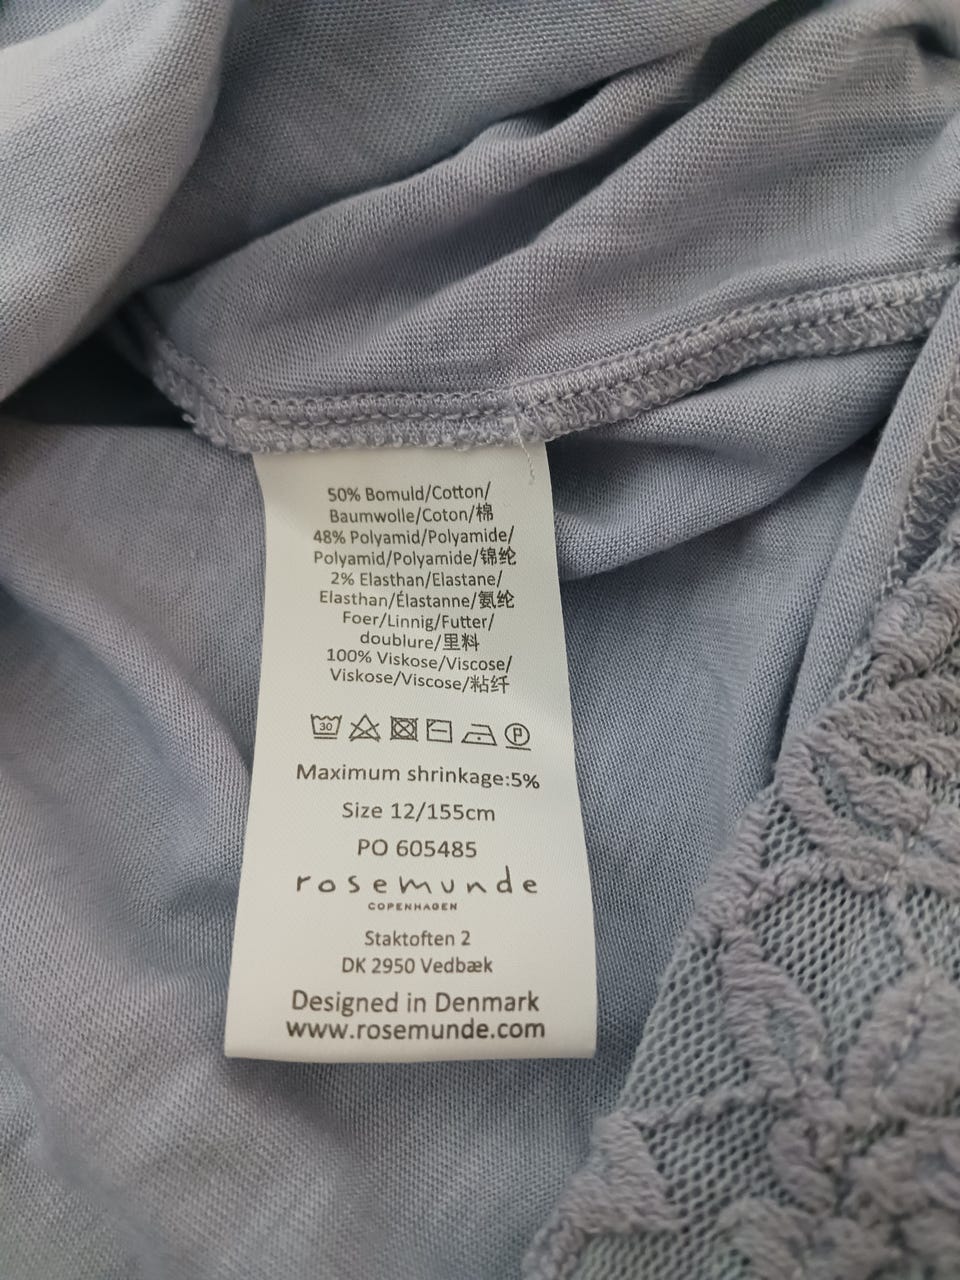 50% Bomuld/Cotton/
Baumwolle/Coton/棉
48% Polyamid/Polyamide/
Polyamid/Polyamide/锦纶
2% Elasthan/Elastane/
Elasthan/Élastanne/氨纶
Foer/Linnig/Futter/
doublure/里料
100% Viskose/Viscose/
Viskose/Viscose/粘纤
30 P
Maximum shrinkage:5%
Size 12/155cm
PO 605485
rosemunde
COPENHAGEN
Staktoften 2
DK 2950 Vedbæk
Designed in Denmark
www.rosemunde.com